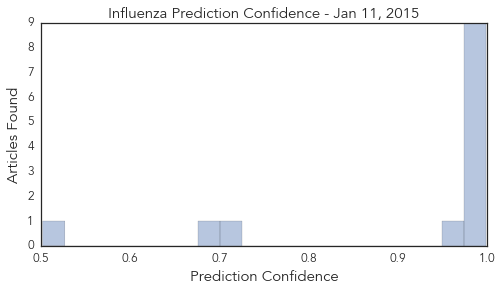 Influenza Prediction Confidence - Jan 11, 2015
Articles Found
9
8
7
6
5
4
3
2
1
0
0.5 0.6 0.7 0.8 0.9 1.0
Prediction Confidence